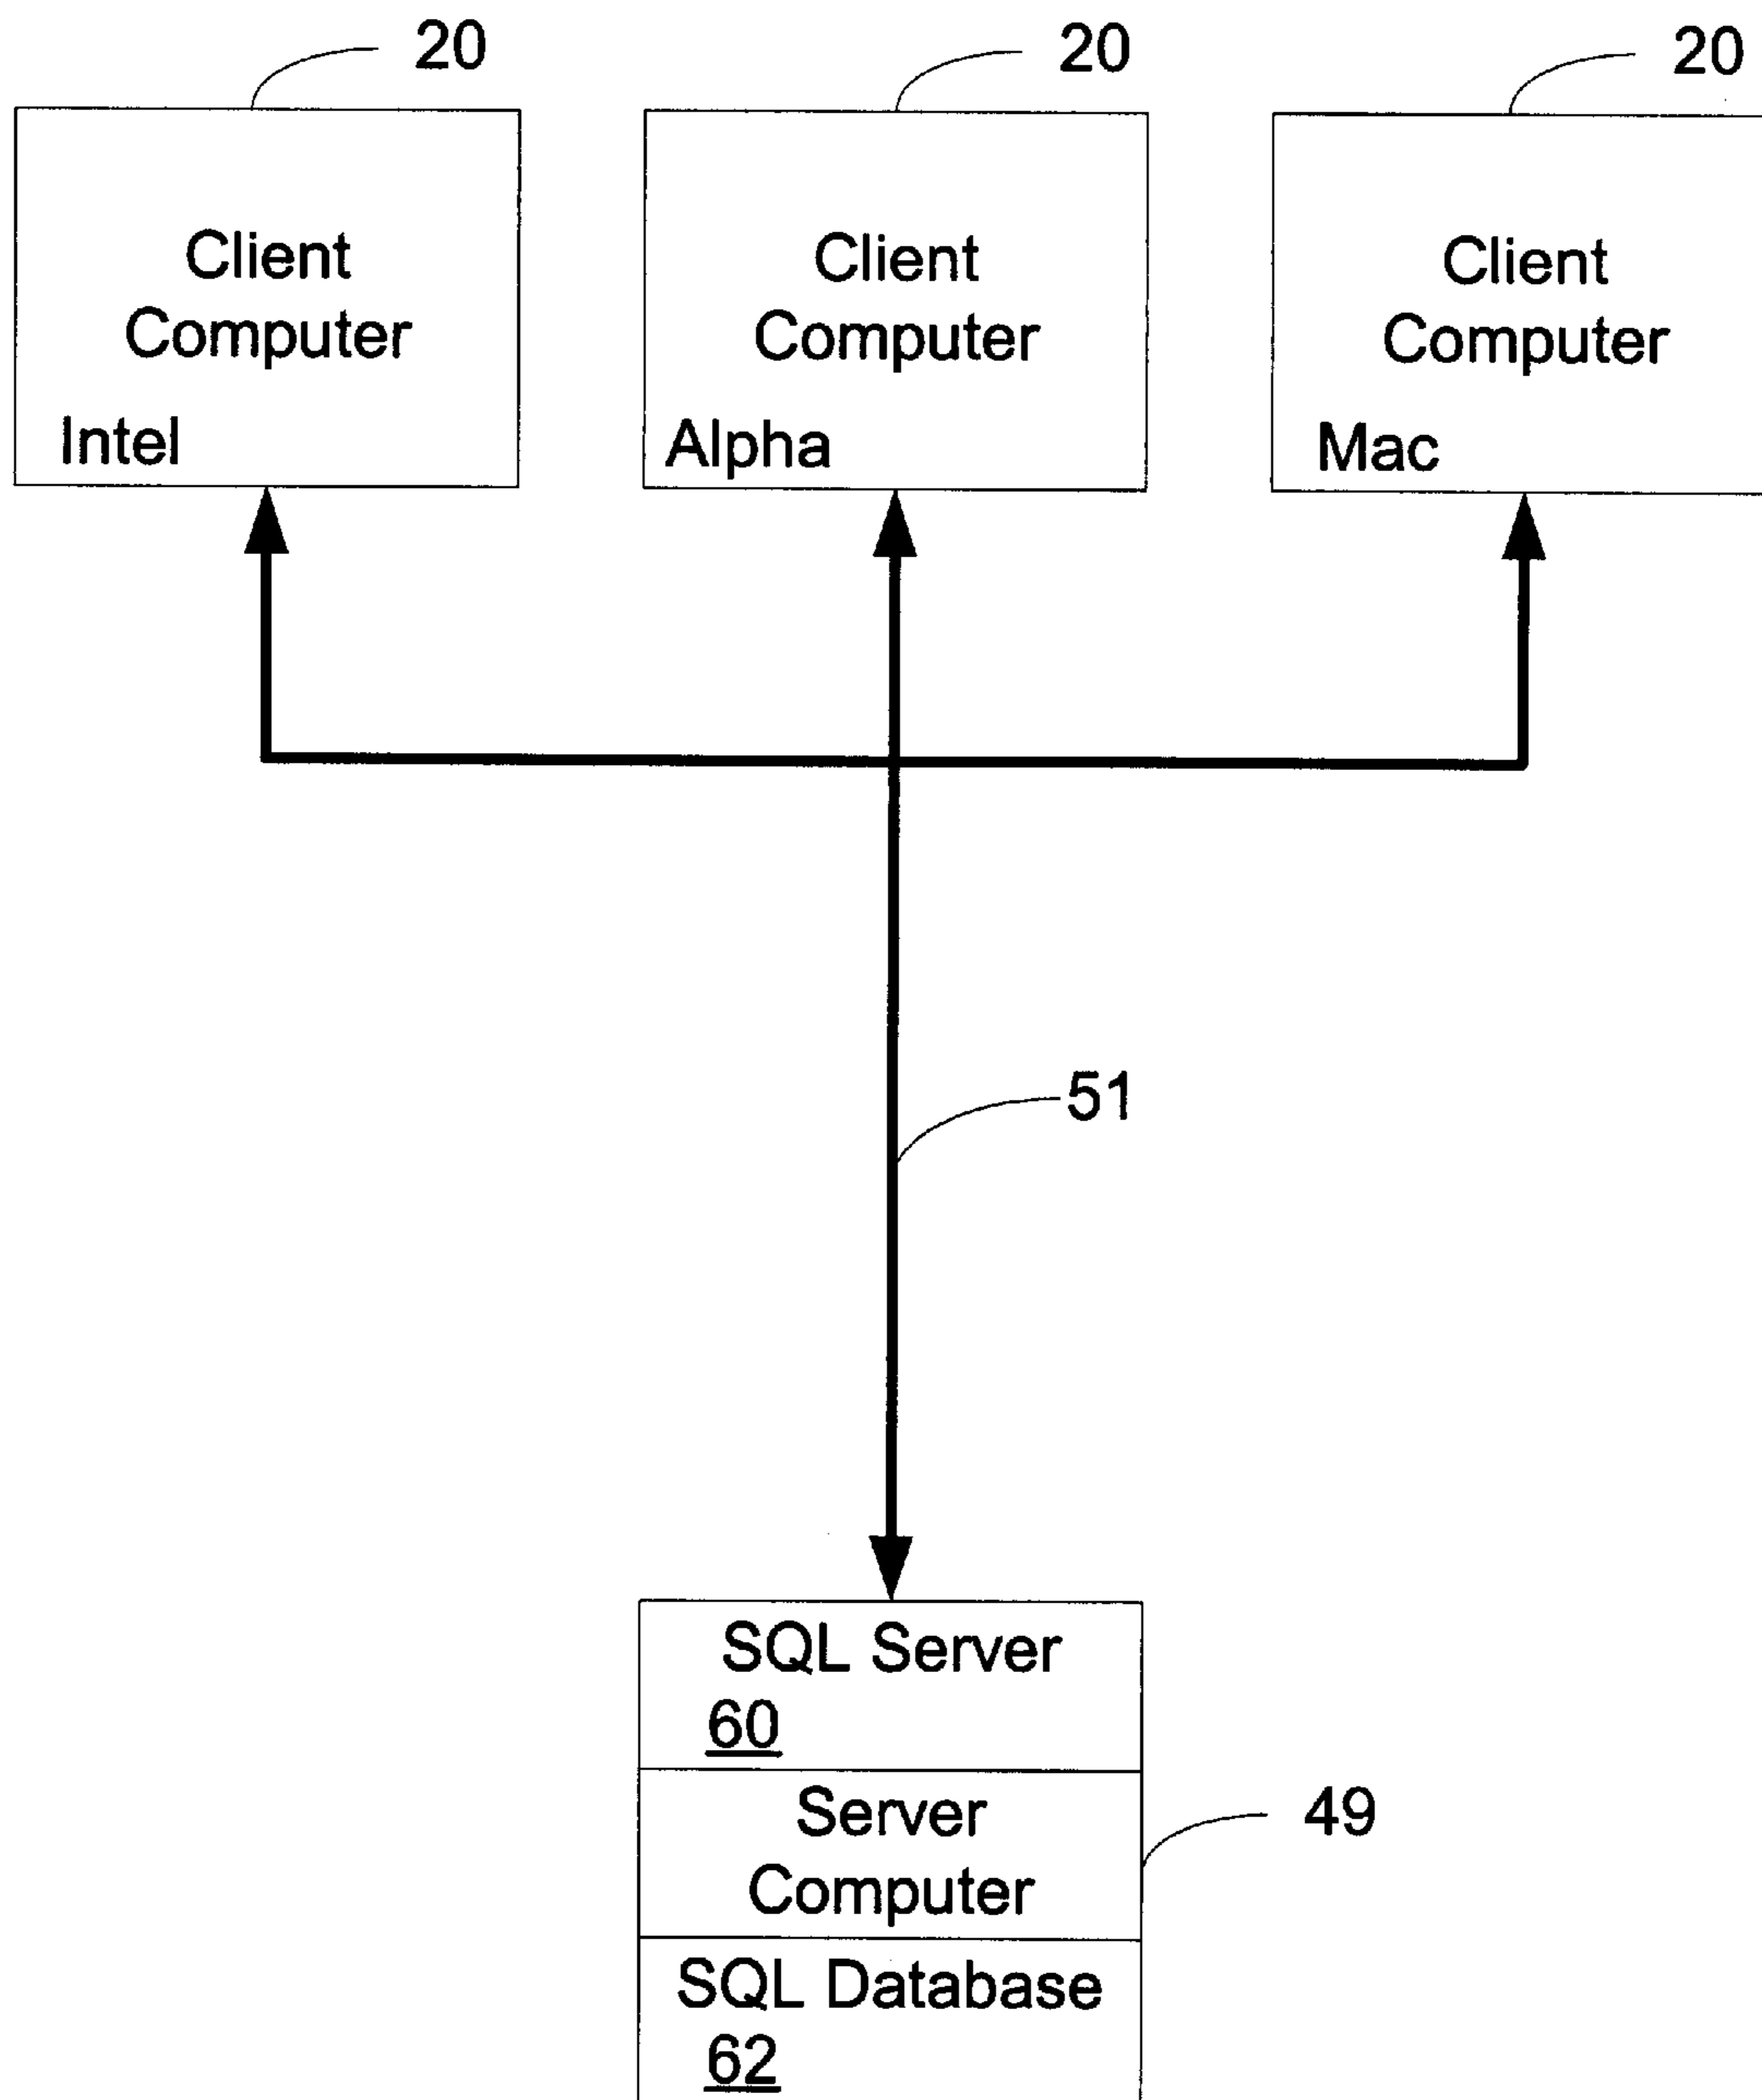 20
20
20
Client
Computer
Intel
Client
Computer
Alpha
Client
Computer
Mac
51
SQL Server
60
Server
Computer
49
SQL Database
62